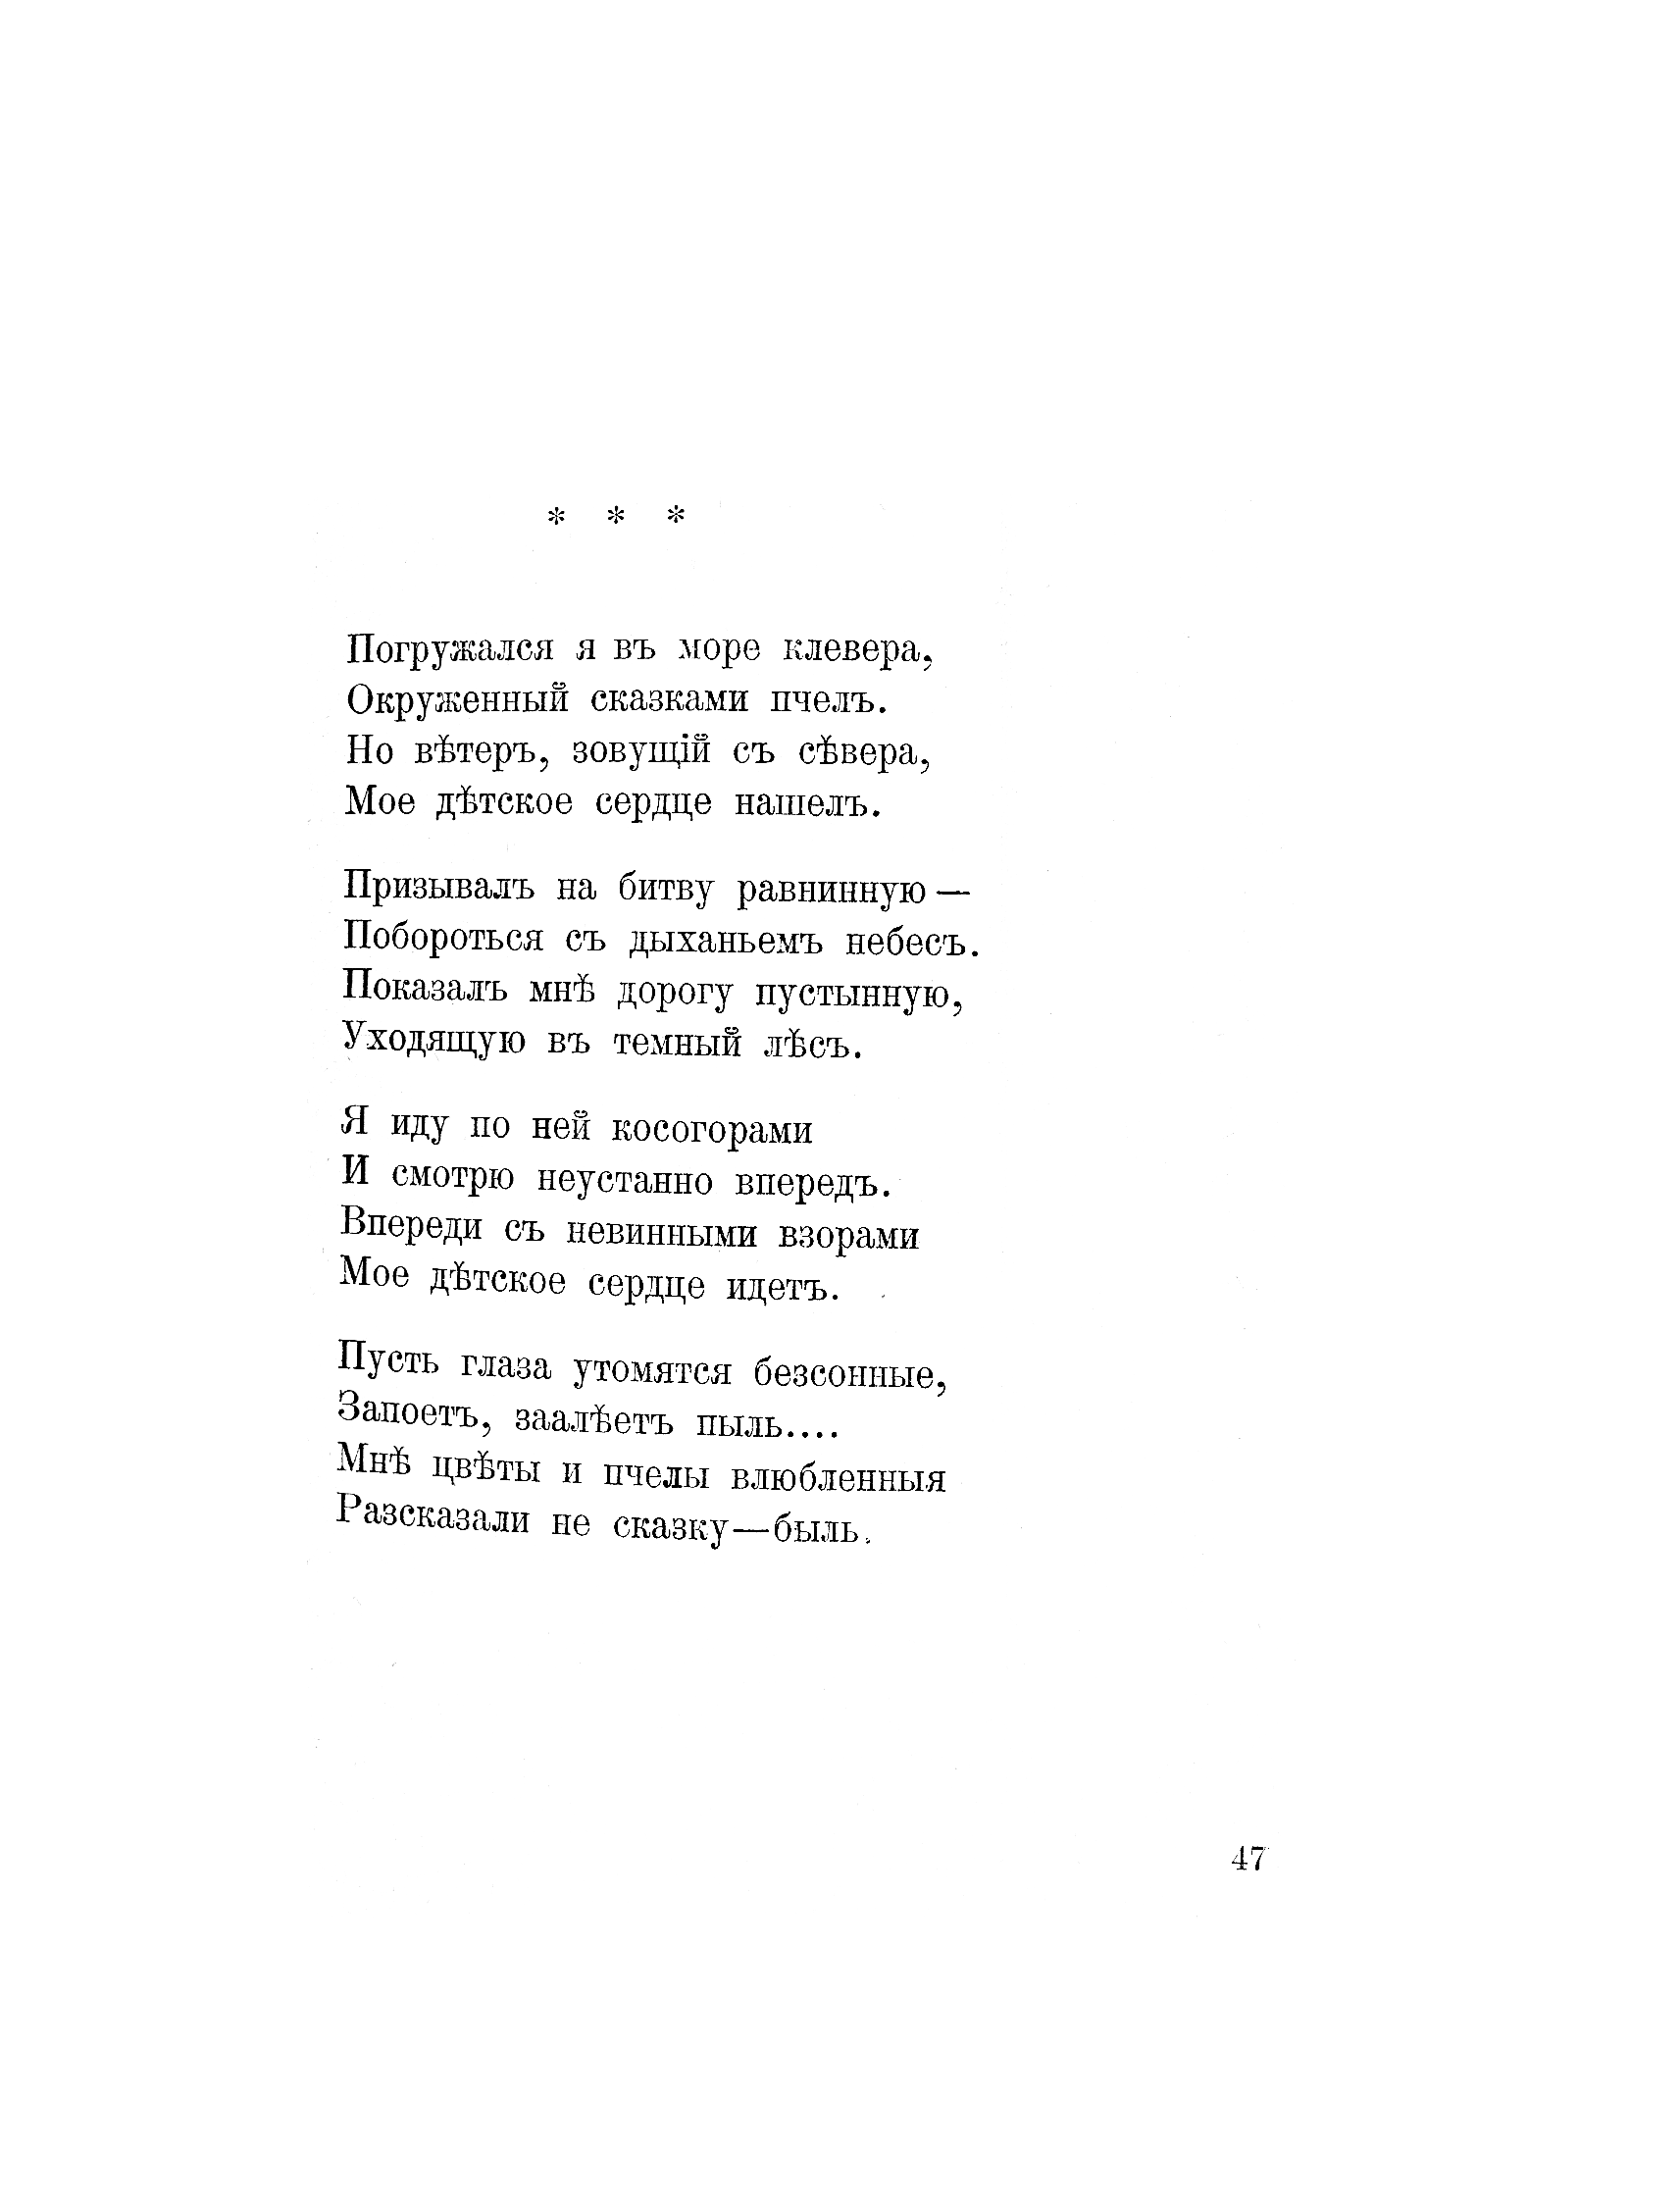 * * *
Погружался я въ море клевера,
Окруженный сказками пчелъ.
Но вѣтеръ, зовущій съ сѣвера,
Мое дѣтское сердце нашелъ.
Призывалъ на битву равнинную —
Побороться съ дыханьемъ небесъ.
Показалъ мнѣ дорогу пустынную,
Уходящую въ темный лѣсъ.
Я иду по ней косогорами
И смотрю неустанно впередъ.
Впереди съ невинными взорами
Мое дѣтское сердце идетъ.
Пусть глаза утомятся безсонные,
Запоетъ, заалѣетъ пыль....
Мнѣ цвѣты и пчелы влюбленныя
Разсказали не сказку—быль.
47